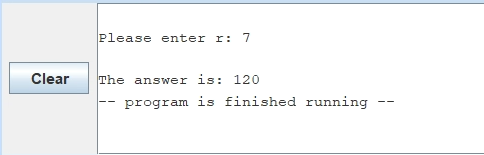 Please enter r: 7
Clear
The answer is: 120
-- program is finished running --